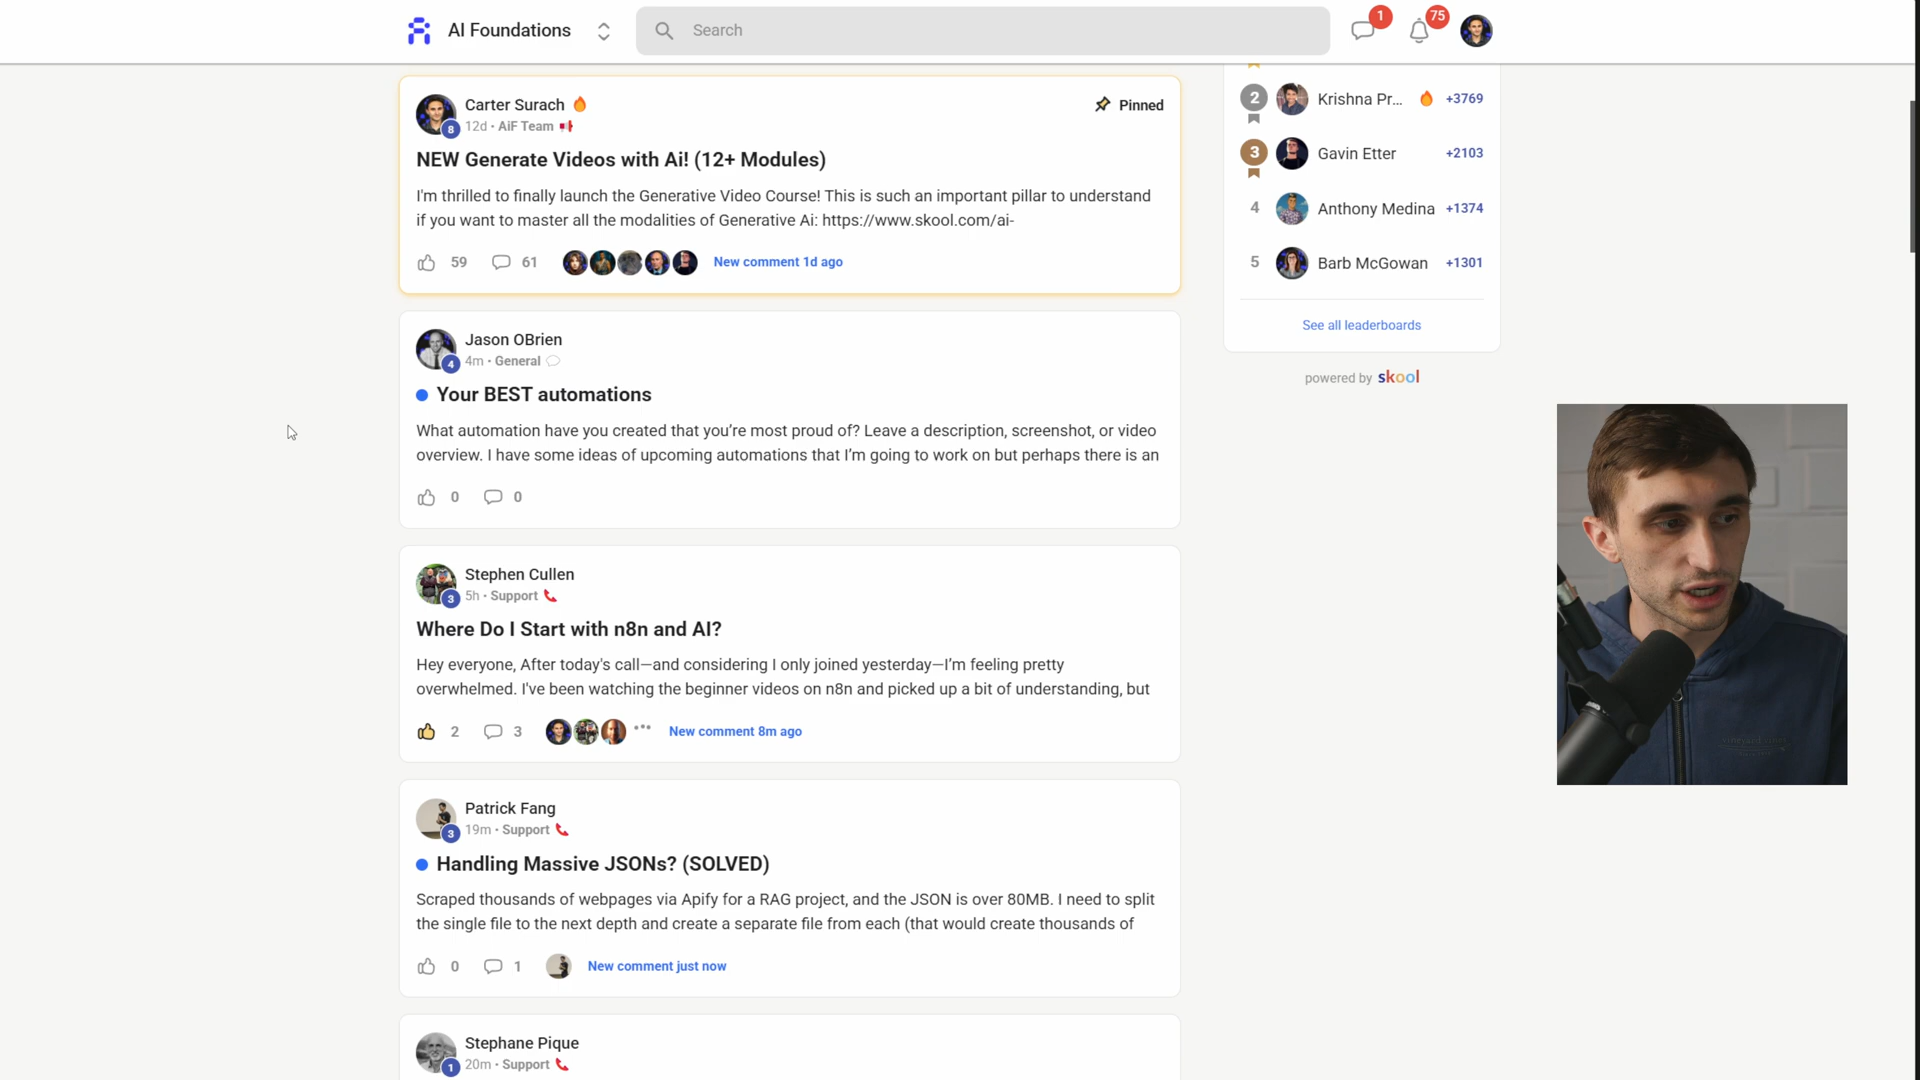 AI Foundations
Search
1
75
Carter Surach
8
12d • AiF Team
Pinned
NEW Generate Videos with Ai! (12+ Modules)
I'm thrilled to finally launch the Generative Video Course! This is such an important pillar to understand
if you want to master all the modalities of Generative Ai: https://www.skool.com/ai-
59
61
New comment 1d ago
Jason OBrien
4
4m • General
Your BEST automations
What automation have you created that you’re most proud of? Leave a description, screenshot, or video
overview. I have some ideas of upcoming automations that I’m going to work on but perhaps there is an
0
0
Stephen Cullen
3
5h • Support
Where Do I Start with n8n and AI?
Hey everyone, After today's call—and considering I only joined yesterday—I’m feeling pretty
overwhelmed. I've been watching the beginner videos on n8n and picked up a bit of understanding, but
2
3
New comment 8m ago
Patrick Fang
3
19m • Support
Handling Massive JSONs? (SOLVED)
Scraped thousands of webpages via Apify for a RAG project, and the JSON is over 80MB. I need to split
the single file to the next depth and create a separate file from each (that would create thousands of
0
1
New comment just now
Stephane Pique
1
20m • Support
2 Krishna Pr... +3769
3 Gavin Etter +2103
4 Anthony Medina +1374
5 Barb McGowan +1301
See all leaderboards
powered by skool